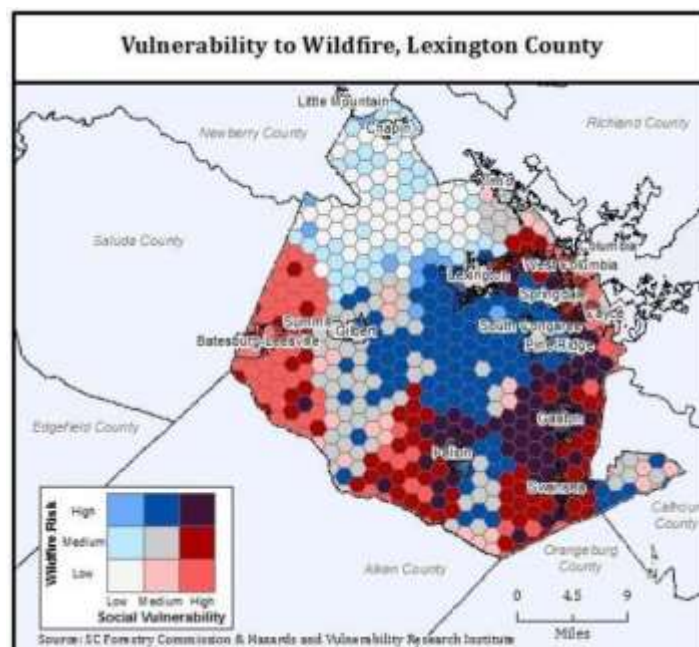 Vulnerability to Wildfire, Lexington County
Little Mountain
Chapin
Newberry County
Richland County
Saluda County
Lexington
West Columbia
Springdale
Cayce
Summit
Gilbert
South Congaree
Batesburg-Leesville
Pine Ridge
Edgefield County
Gaston
Pelion
Swansea
Calhoun
County
Orangeburg
County
Aiken County
Wildfire Risk
High
Medium
Low
Low Medium High
Social Vulnerability
N
0 4.5 9
Miles
Source: SC Forestry Commission & Hazards and Vulnerability Research Institute